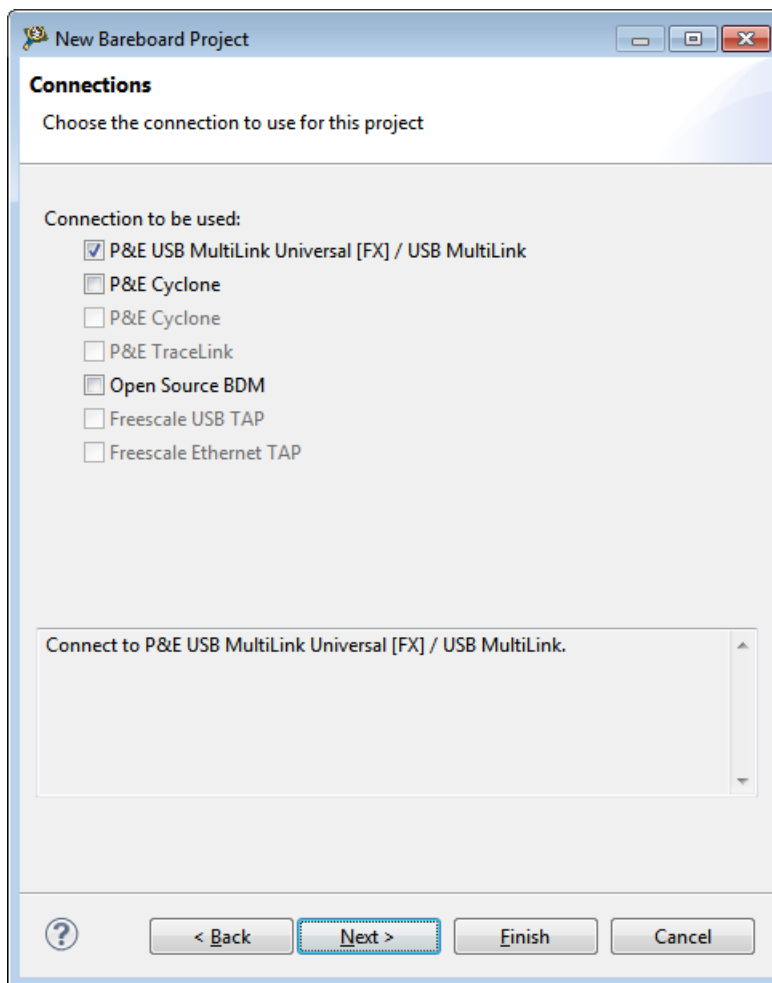 New Bareboard Project
Connections
Choose the connection to use for this project
Connection to be used:
P&E USB MultiLink Universal [FX] / USB MultiLink
P&E Cyclone
P&E Cyclone
P&E TraceLink
Open Source BDM
Freescale USB TAP
Freescale Ethernet TAP
Connect to P&E USB MultiLink Universal [FX] / USB MultiLink.
? < Back Next > Finish Cancel